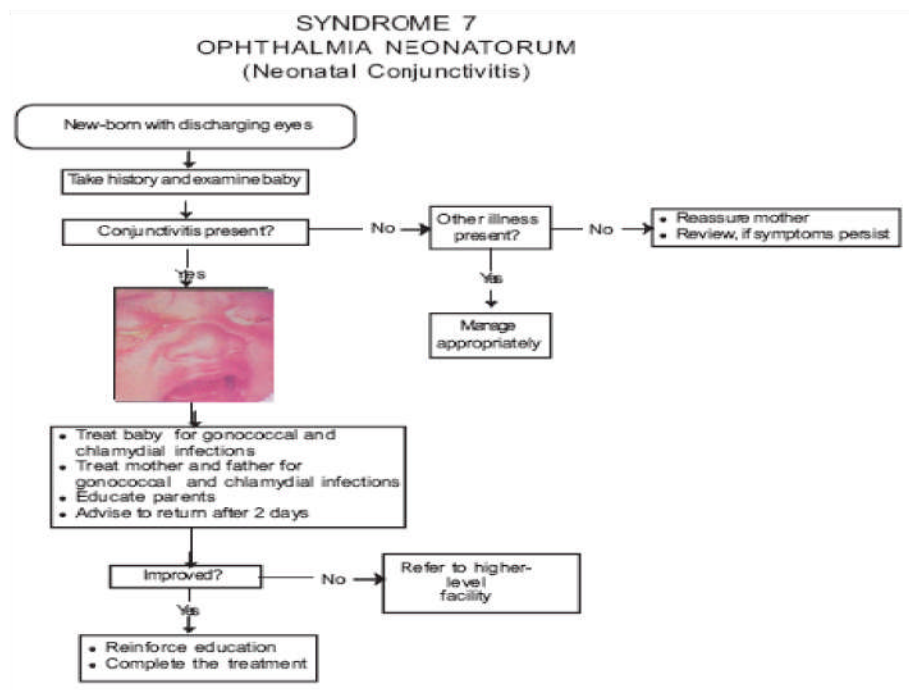 SYNDROME 7
OPHTHALMIA NEONATORUM
(Neonatal Conjunctivitis)
New-born with discharging eyes
Take history and examine baby
Conjunctivitis present?
No
Other illness
present?
No
• Reassure mother
• Review, if symptoms persist
Yes
Yes
Manage
appropriately
• Treat baby for gonococcal and
chlamydial infections
• Treat mother and father for
gonococcal and chlamydial infections
• Educate parents
• Advise to return after 2 days
Improved?
No
Refer to higher-
level
facility
Yes
• Reinforce education
• Complete the treatment